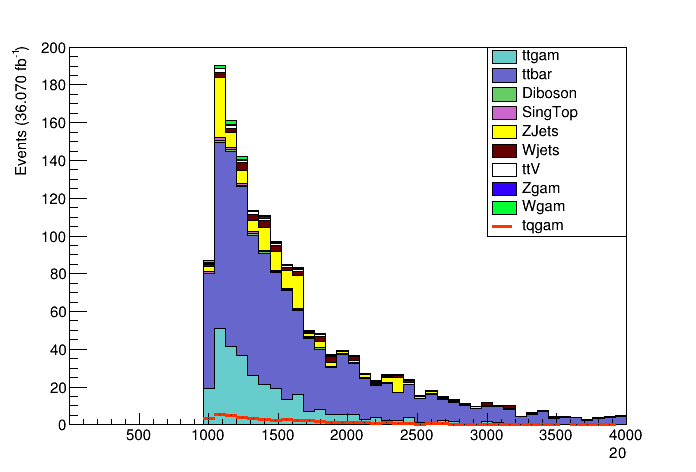 Events (36.070 fb-1)
200
180
160
140
120
100
80
60
40
20
0
500 1000 1500 2000 2500 3000 3500 4000
20
ttgam
ttbar
Diboson
SingTop
ZJets
Wjets
ttV
Zgam
Wgam
tqgam